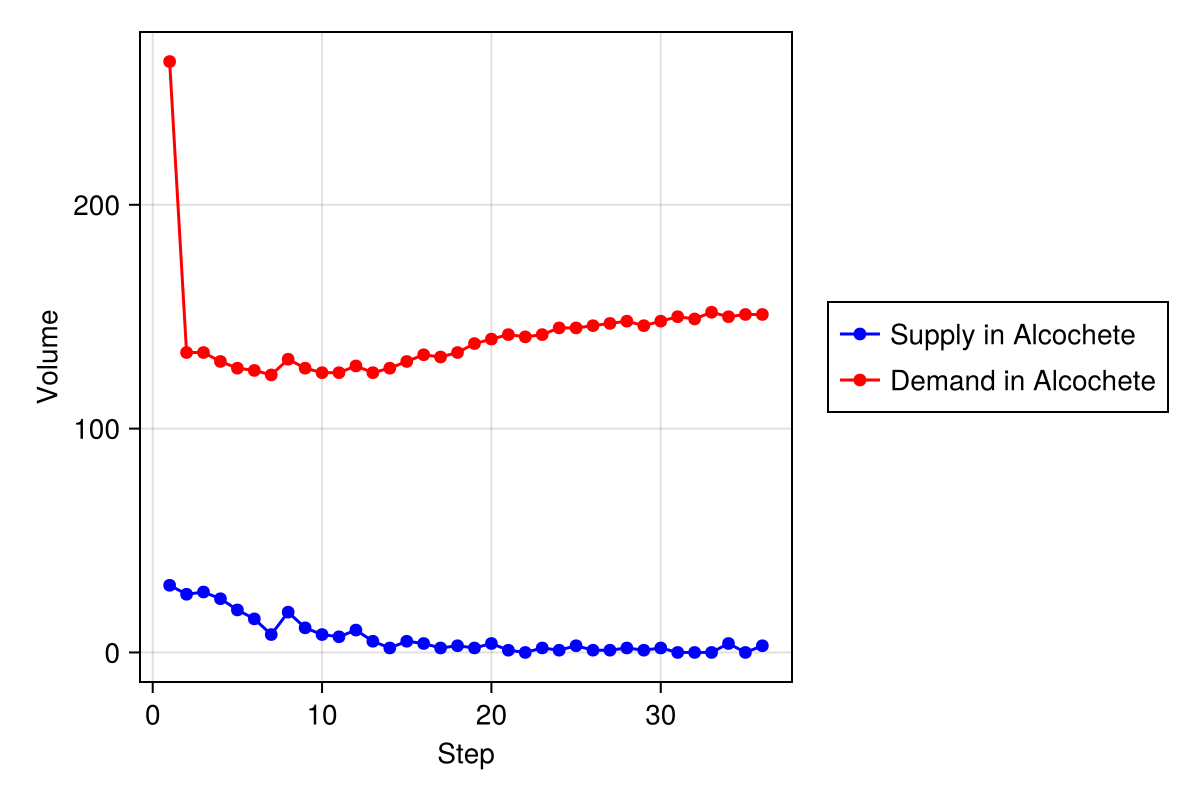 Volume
200
100
0
0 10 20 30
Step
Supply in Alcochete
Demand in Alcochete